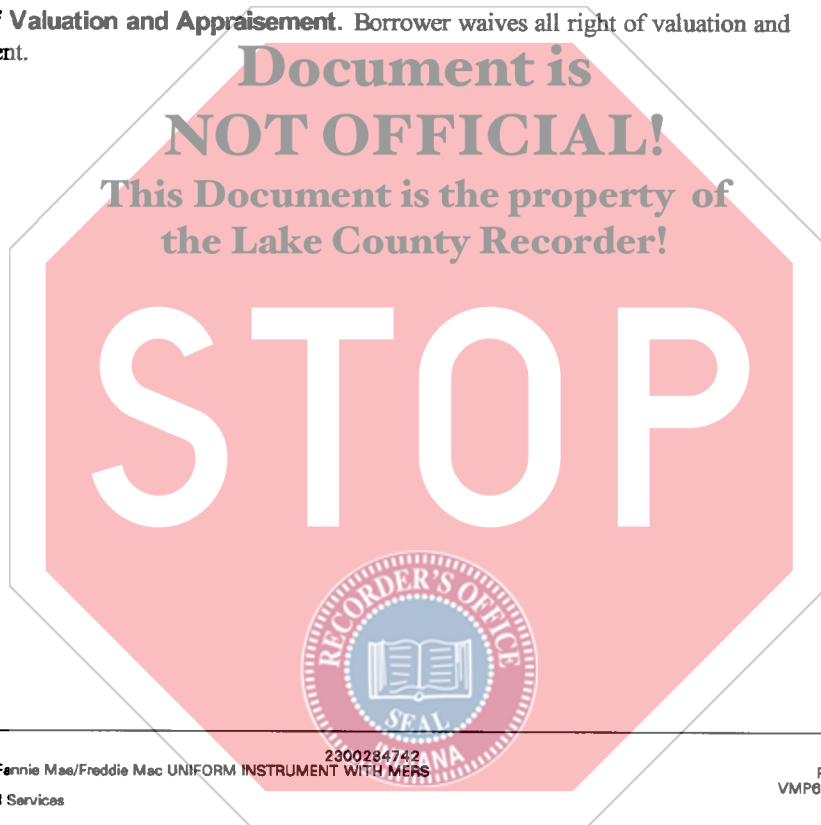 Valuation and Appraisement. Borrower waives all right of valuation and
Document is
NOT OFFICIAL!
This Document is the property of
the Lake County Recorder!
STOP
RECORDER'S OFFICE
SEAL
INDIANA
2300284742
Fannie Mae/Freddie Mac UNIFORM INSTRUMENT WITH MERS
Services